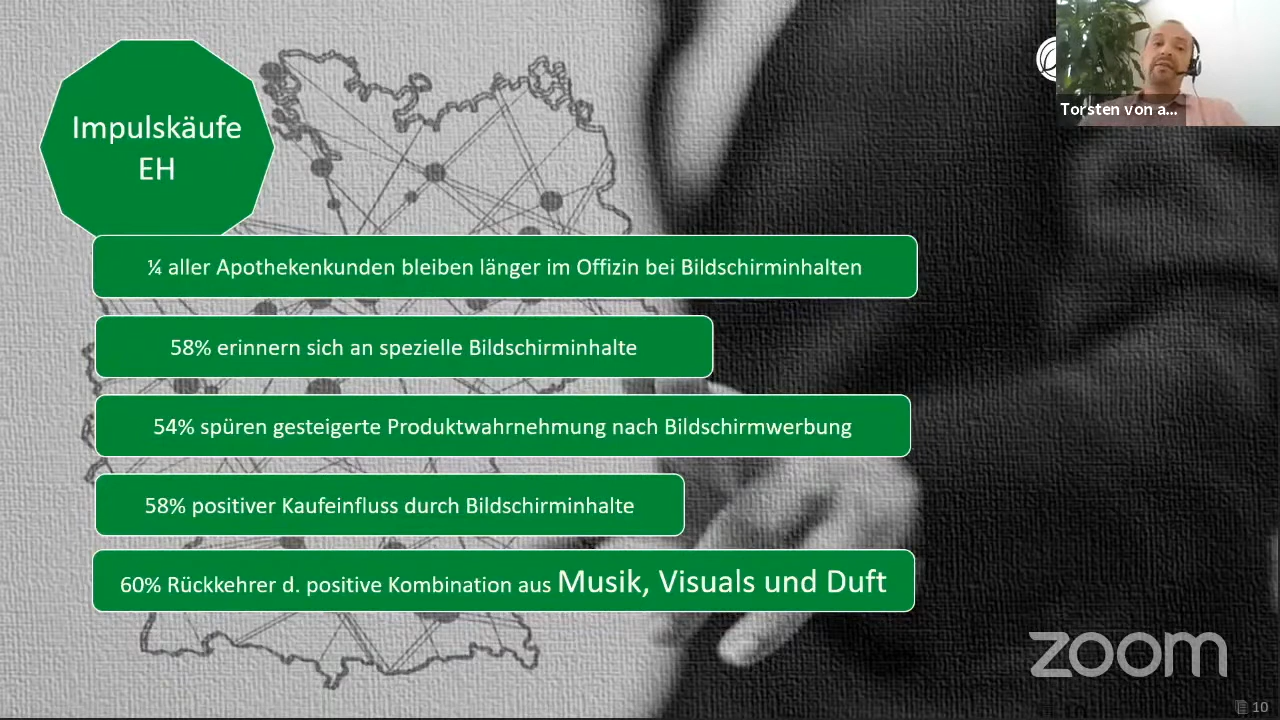 Impulskäufe
EH
Torsten von a...
¼ aller Apothekenkunden bleiben länger im Offizin bei Bildschirminhalten
58% erinnern sich an spezielle Bildschirminhalte
54% spüren gesteigerte Produktwahrnehmung nach Bildschirmwerbung
58% positiver Kaufeinfluss durch Bildschirminhalte
60% Rückkehrer d. positive Kombination aus Musik, Visuals und Duft
zoom
10